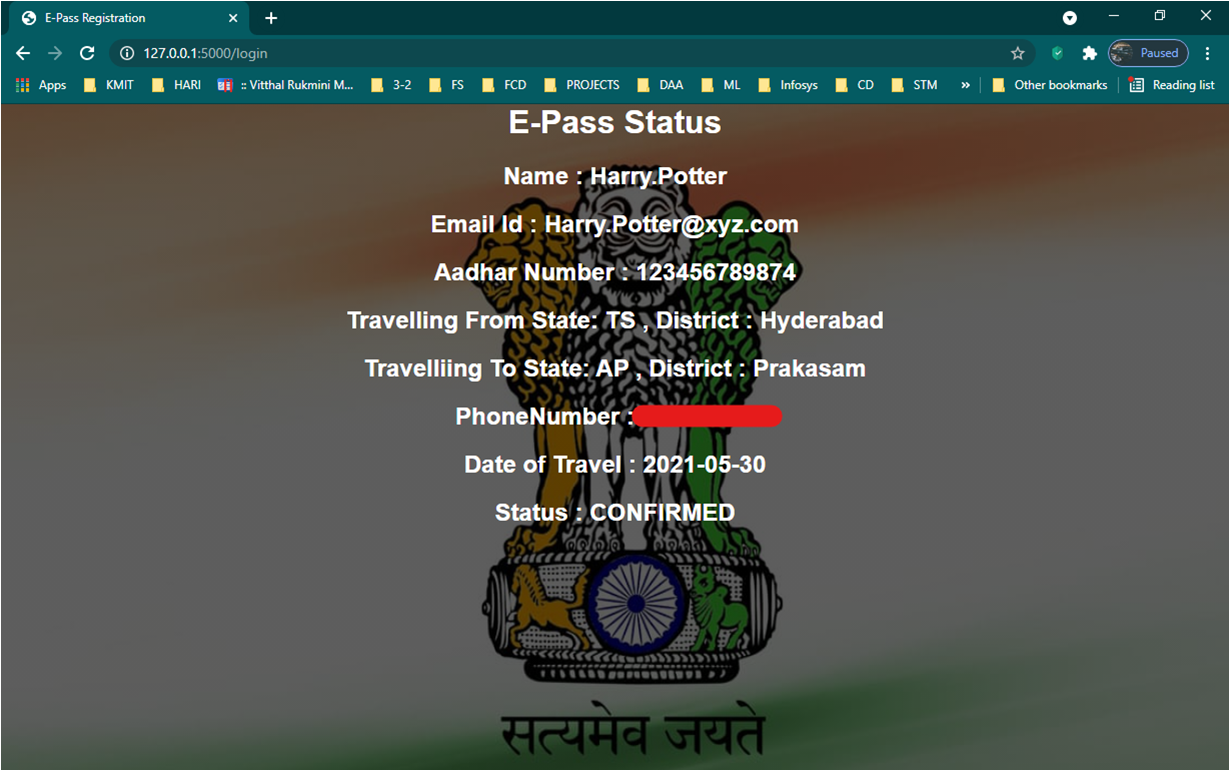 E-Pass Registration
127.0.0.1:5000/login
Paused
Apps KMIT HARI :: Vitthal Rukmini M... 3-2 FS FCD PROJECTS DAA ML Infosys CD STM » Other bookmarks Reading list
E-Pass Status
Name : Harry.Potter
Email Id : Harry.Potter@xyz.com
Aadhar Number : 123456789874
Travelling From State: TS , District : Hyderabad
Travelliing To State: AP , District : Prakasam
PhoneNumber :
Date of Travel : 2021-05-30
Status : CONFIRMED
सत्यमेव जयते